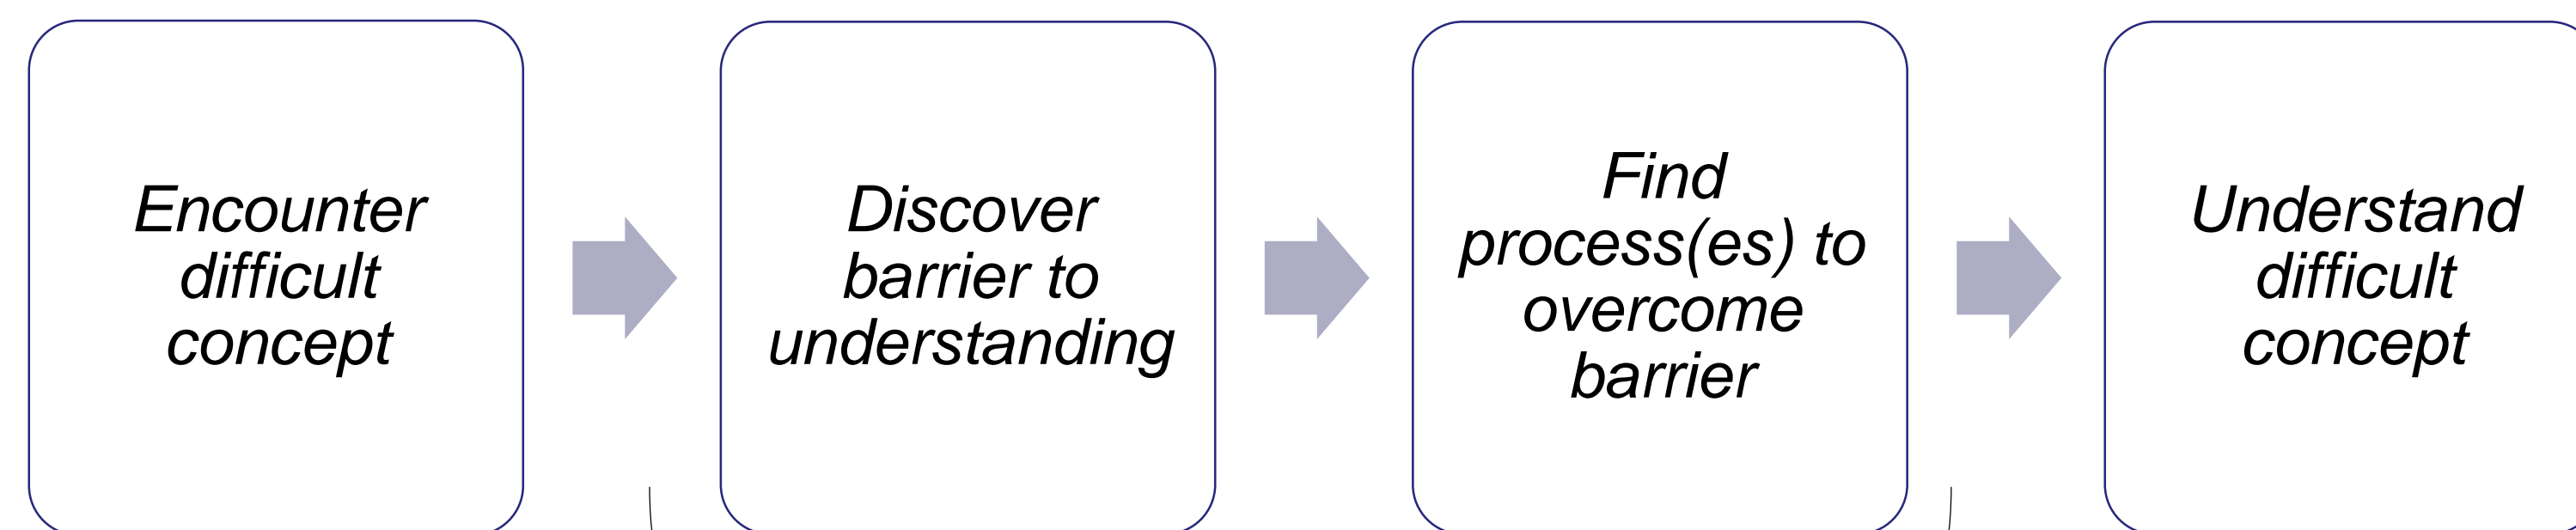 Encounter
difficult
concept
Discover
barrier to
understanding
Find
process(es) to
overcome
barrier
Understand
difficult
concept